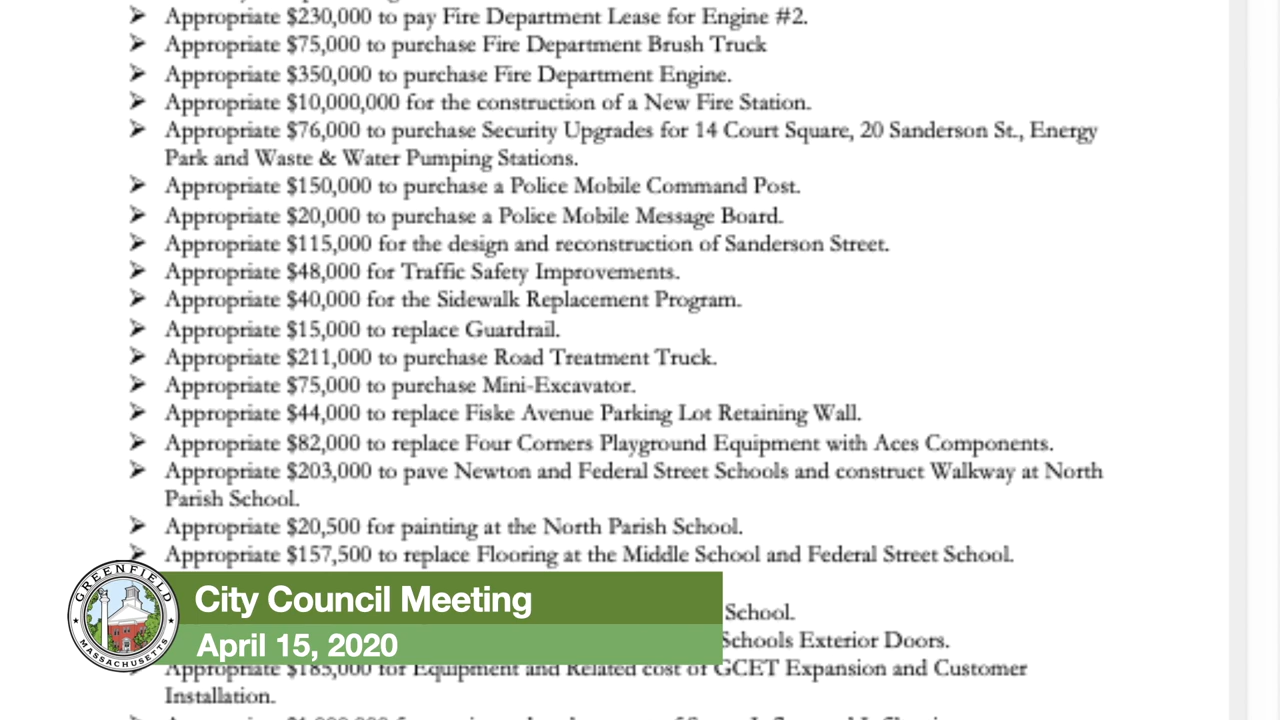 ➤ Appropriate $230,000 to pay Fire Department Lease for Engine #2.
➤ Appropriate $75,000 to purchase Fire Department Brush Truck
➤ Appropriate $350,000 to purchase Fire Department Engine.
➤ Appropriate $10,000,000 for the construction of a New Fire Station.
➤ Appropriate $76,000 to purchase Security Upgrades for 14 Court Square, 20 Sanderson St., Energy
Park and Waste & Water Pumping Stations.
➤ Appropriate $150,000 to purchase a Police Mobile Command Post.
➤ Appropriate $20,000 to purchase a Police Mobile Message Board.
➤ Appropriate $115,000 for the design and reconstruction of Sanderson Street.
➤ Appropriate $48,000 for Traffic Safety Improvements.
➤ Appropriate $40,000 for the Sidewalk Replacement Program.
➤ Appropriate $15,000 to replace Guardrail.
➤ Appropriate $211,000 to purchase Road Treatment Truck.
➤ Appropriate $75,000 to purchase Mini-Excavator.
➤ Appropriate $44,000 to replace Fiske Avenue Parking Lot Retaining Wall.
➤ Appropriate $82,000 to replace Four Corners Playground Equipment with Aces Components.
➤ Appropriate $203,000 to pave Newton and Federal Street Schools and construct Walkway at North
Parish School.
➤ Appropriate $20,500 for painting at the North Parish School.
➤ Appropriate $157,500 to replace Flooring at the Middle School and Federal Street School.
GREENFIELD
MASSACHUSETTS
City Council Meeting
April 15, 2020
School.
Schools Exterior Doors.
Appropriate $185,000 for Equipment and Related cost of GCET Expansion and Customer
Installation.